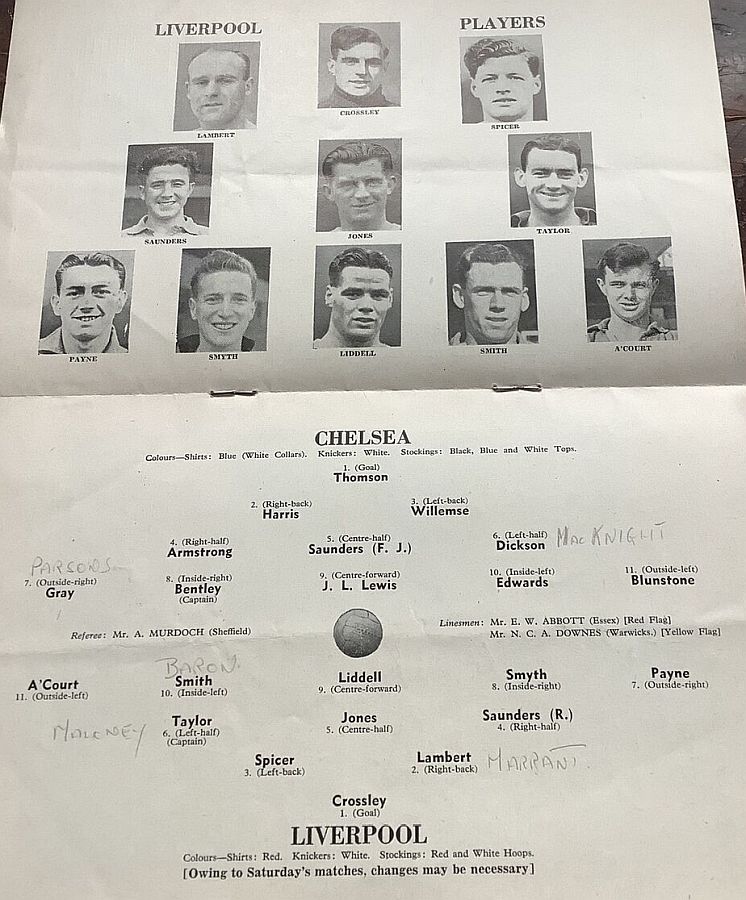 LIVERPOOL PLAYERS
LAMBERT CROSSLEY SPICER
SAUNDERS JONES TAYLOR
PAYNE SMYTH LIDDELL SMITH A'COURT
CHELSEA
Colours—Shirts: Blue (White Collars). Knickers: White. Stockings: Black, Blue and White Tops.
1. (Goal)
Thomson
2. (Right-back) 3. (Left-back)
Harris Willemse
4. (Right-half) 5. (Centre-half) 6. (Left-half)
Armstrong Saunders (F. J.) Dickson MacKNIGHT
PARSONS
7. (Outside-right) 8. (Inside-right) 9. (Centre-forward) 10. (Inside-left) 11. (Outside-left)
Gray Bentley J. L. Lewis Edwards Blunstone
(Captain)
Referee: Mr. A. MURDOCH (Sheffield)
Linesmen: Mr. E. W. ABBOTT (Essex) [Red Flag]
Mr. N. C. A. DOWNES (Warwicks.) [Yellow Flag]
BARON.
A'Court Smith Liddell Smyth Payne
11. (Outside-left) 10. (Inside-left) 9. (Centre-forward) 8. (Inside-right) 7. (Outside-right)
MALONEY Taylor Jones Saunders (R.)
6. (Left-half) 5. (Centre-half) 4. (Right-half)
(Captain)
Spicer Lambert
3. (Left-back) 2. (Right-back)
Crossley
1. (Goal)
LIVERPOOL
Colours—Shirts: Red. Knickers: White. Stockings: Red and White Hoops.
[Owing to Saturday's matches, changes may be necessary]